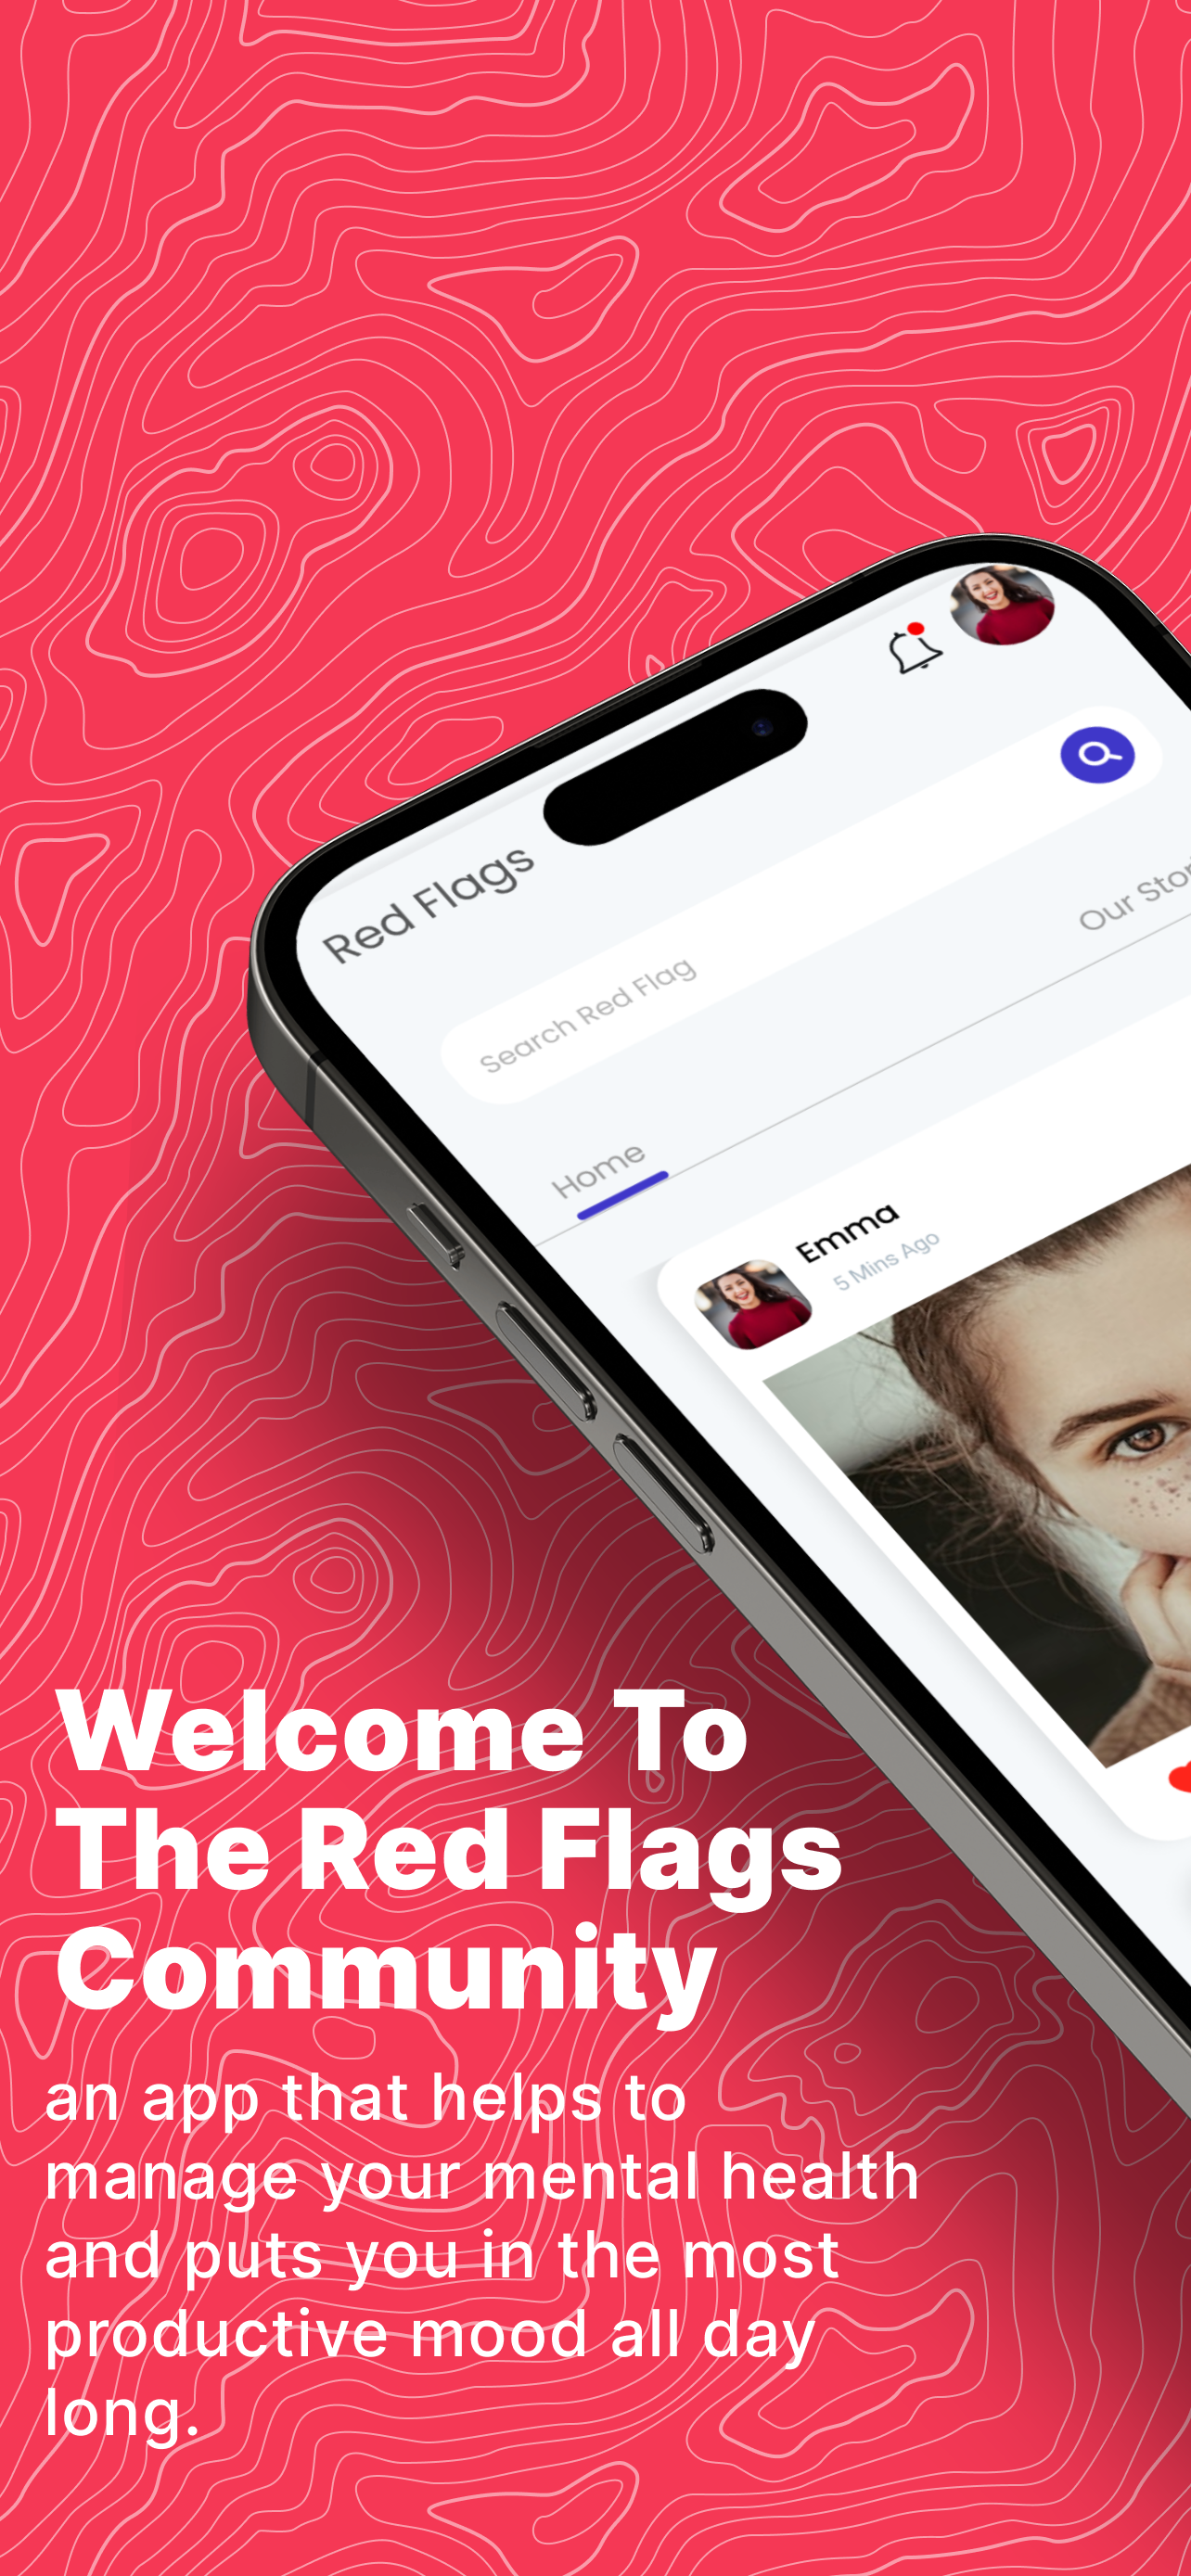 Red Flags
Search Red Flag
Home
Emma
5 Mins Ago
Welcome To
The Red Flags
Community
an app that helps to
manage your mental health
and puts you in the most
productive mood all day
long.